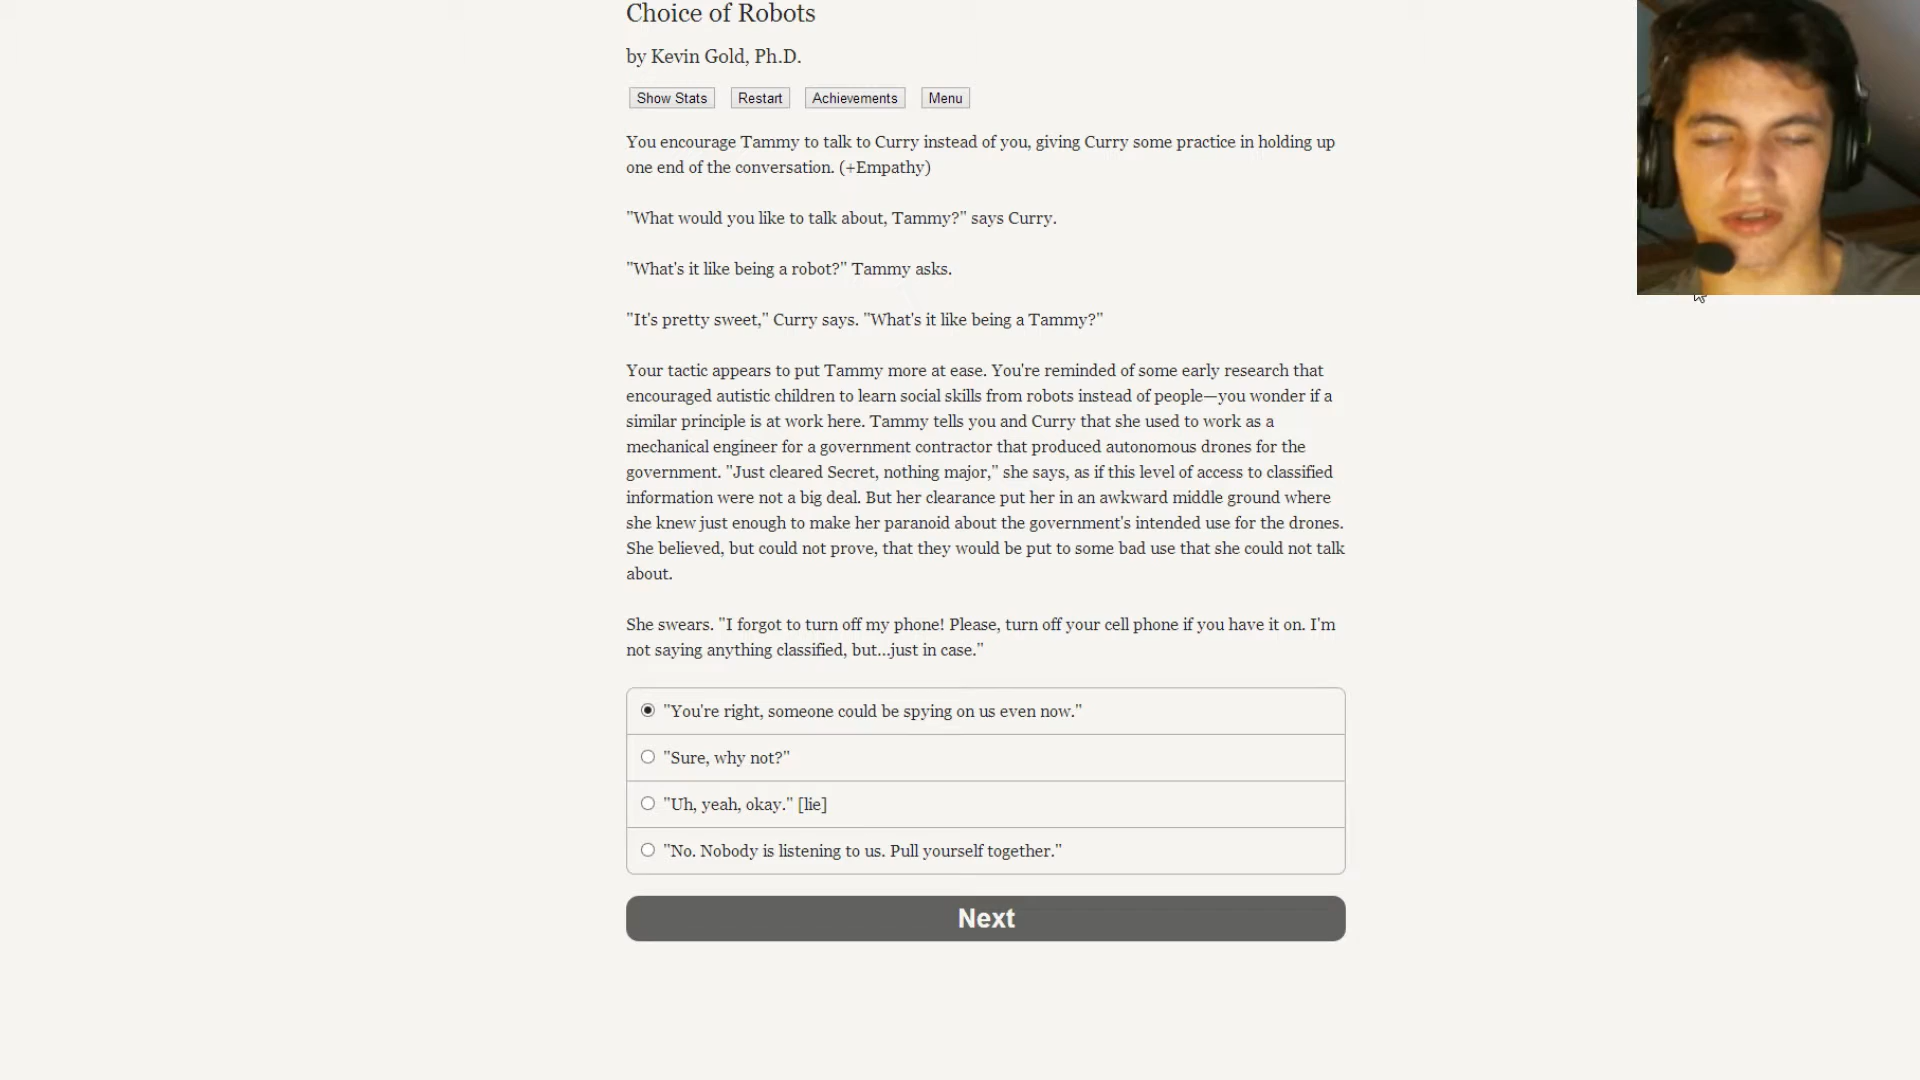 Choice of Robots
by Kevin Gold, Ph.D.
Show Stats Restart Achievements Menu
You encourage Tammy to talk to Curry instead of you, giving Curry some practice in holding up
one end of the conversation. (+Empathy)
"What would you like to talk about, Tammy?" says Curry.
"What's it like being a robot?" Tammy asks.
"It's pretty sweet," Curry says. "What's it like being a Tammy?"
Your tactic appears to put Tammy more at ease. You're reminded of some early research that
encouraged autistic children to learn social skills from robots instead of people—you wonder if a
similar principle is at work here. Tammy tells you and Curry that she used to work as a
mechanical engineer for a government contractor that produced autonomous drones for the
government. "Just cleared Secret, nothing major," she says, as if this level of access to classified
information were not a big deal. But her clearance put her in an awkward middle ground where
she knew just enough to make her paranoid about the government's intended use for the drones.
She believed, but could not prove, that they would be put to some bad use that she could not talk
about.
She swears. "I forgot to turn off my phone! Please, turn off your cell phone if you have it on. I'm
not saying anything classified, but...just in case."
"You're right, someone could be spying on us even now."
"Sure, why not?"
"Uh, yeah, okay." [lie]
"No. Nobody is listening to us. Pull yourself together."
Next